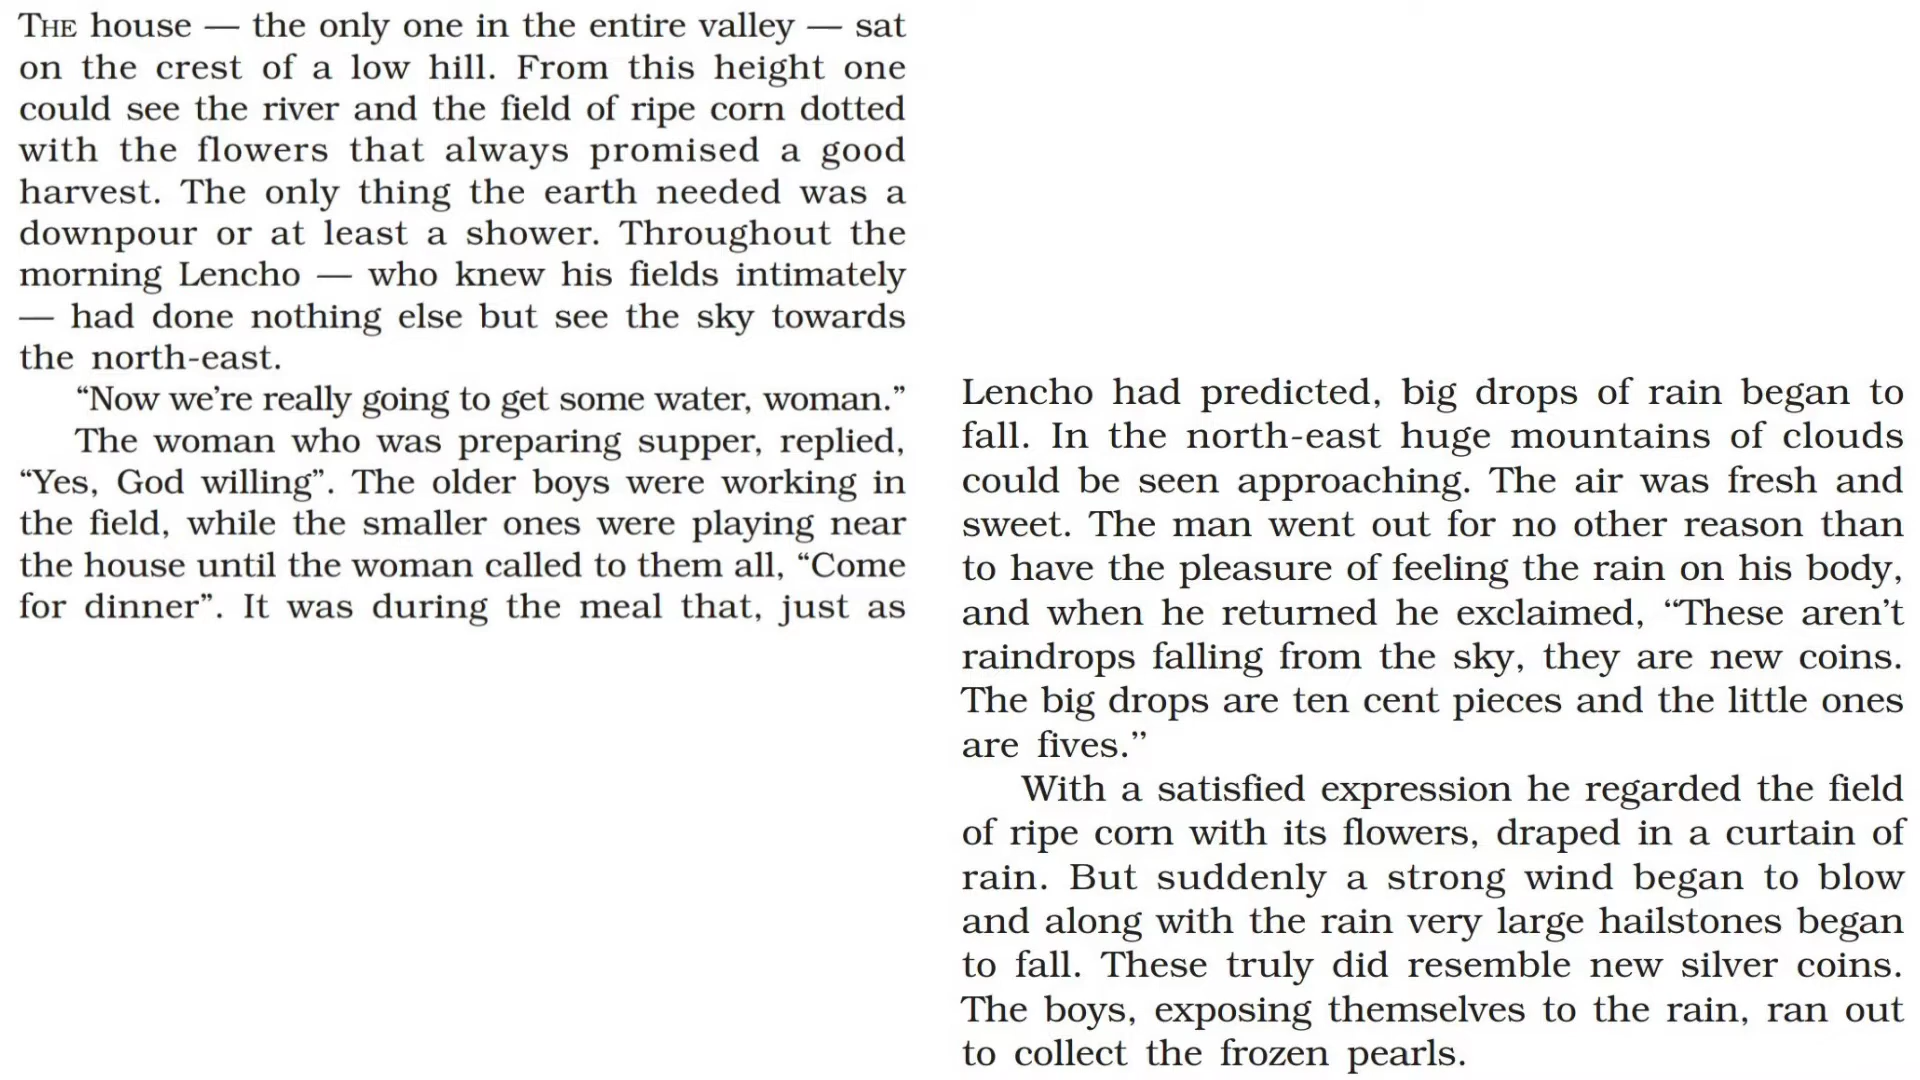 THE house — the only one in the entire valley — sat
on the crest of a low hill. From this height one
could see the river and the field of ripe corn dotted
with the flowers that always promised a good
harvest. The only thing the earth needed was a
downpour or at least a shower. Throughout the
morning Lencho — who knew his fields intimately
— had done nothing else but see the sky towards
the north-east.
“Now we’re really going to get some water, woman.”
The woman who was preparing supper, replied,
“Yes, God willing”. The older boys were working in
the field, while the smaller ones were playing near
the house until the woman called to them all, “Come
for dinner”. It was during the meal that, just as
Lencho had predicted, big drops of rain began to
fall. In the north-east huge mountains of clouds
could be seen approaching. The air was fresh and
sweet. The man went out for no other reason than
to have the pleasure of feeling the rain on his body,
and when he returned he exclaimed, “These aren’t
raindrops falling from the sky, they are new coins.
The big drops are ten cent pieces and the little ones
are fives.”
With a satisfied expression he regarded the field
of ripe corn with its flowers, draped in a curtain of
rain. But suddenly a strong wind began to blow
and along with the rain very large hailstones began
to fall. These truly did resemble new silver coins.
The boys, exposing themselves to the rain, ran out
to collect the frozen pearls.